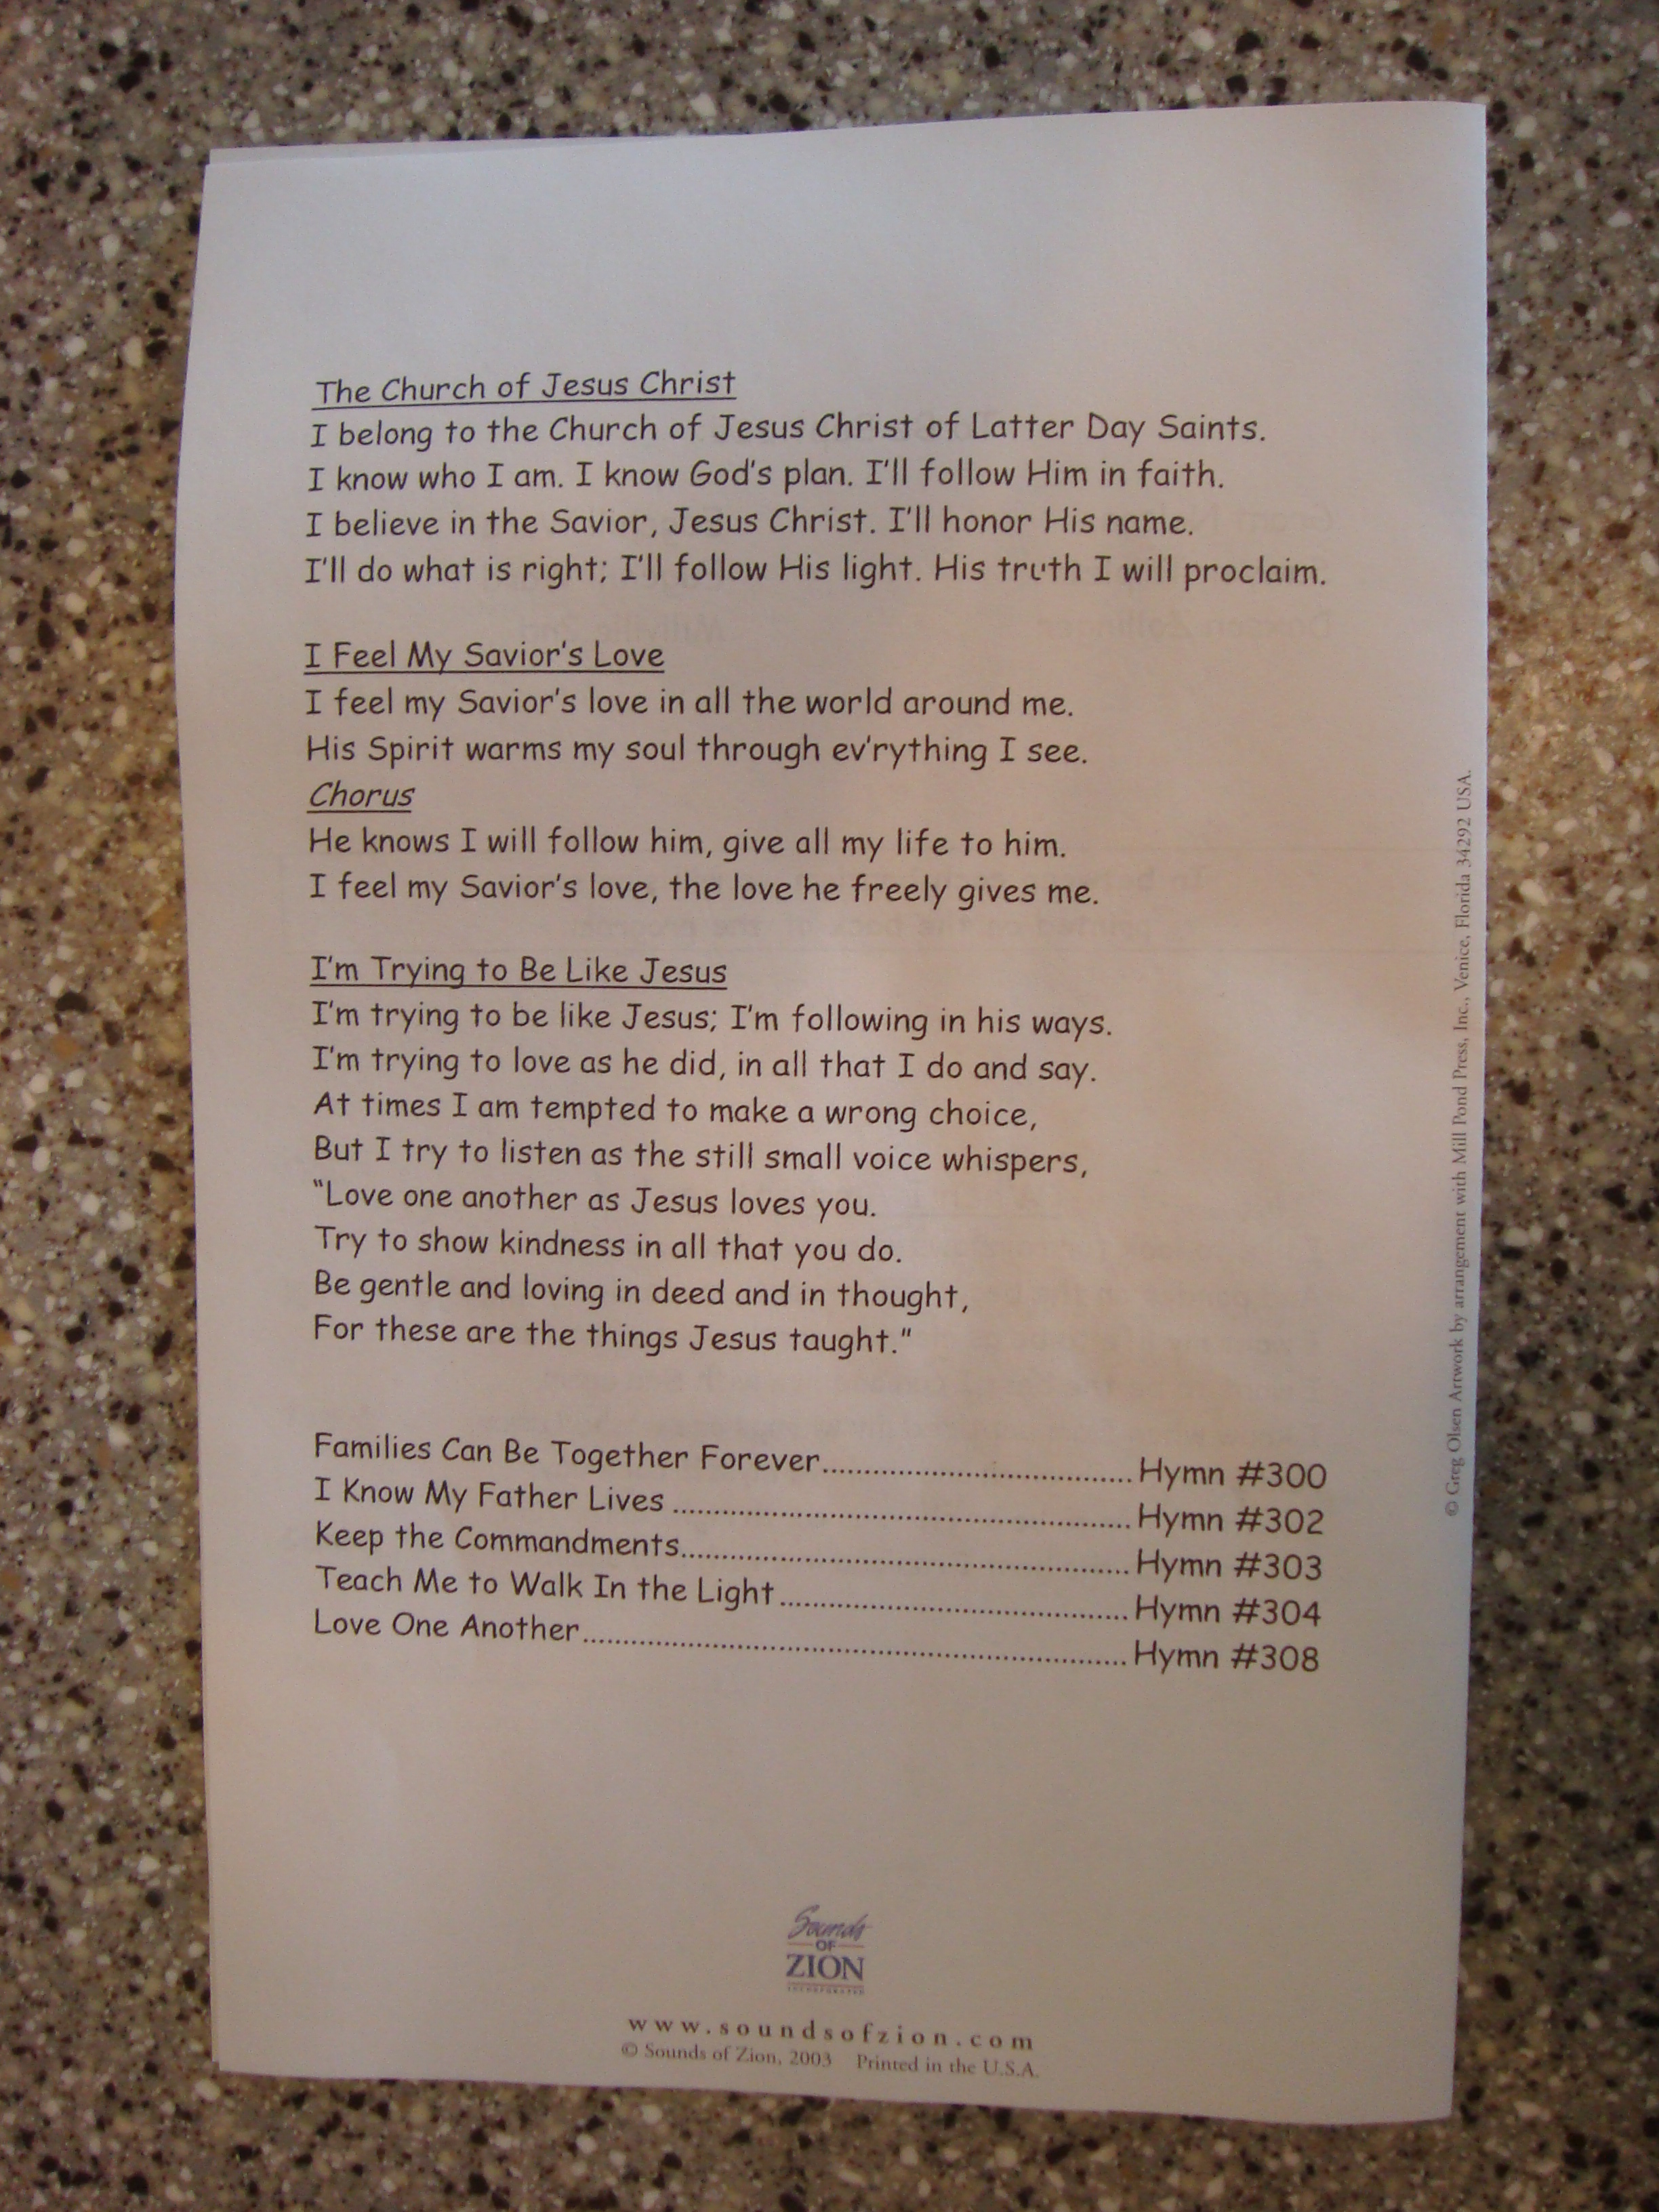 The Church of Jesus Christ
I belong to the Church of Jesus Christ of Latter Day Saints.
I know who I am. I know God's plan. I'll follow Him in faith.
I believe in the Savior, Jesus Christ. I'll honor His name.
I'll do what is right; I'll follow His light. His truth I will proclaim.
I Feel My Savior's Love
I feel my Savior's love in all the world around me.
His Spirit warms my soul through ev'rything I see.
Chorus
He knows I will follow him, give all my life to him.
I feel my Savior's love, the love he freely gives me.
I'm Trying to Be Like Jesus
I'm trying to be like Jesus; I'm following in his ways.
I'm trying to love as he did, in all that I do and say.
At times I am tempted to make a wrong choice,
But I try to listen as the still small voice whispers,
"Love one another as Jesus loves you.
Try to show kindness in all that you do.
Be gentle and loving in deed and in thought,
For these are the things Jesus taught."
Families Can Be Together Forever...................................... Hymn #300
I Know My Father Lives ........................................................ Hymn #302
Keep the Commandments....................................................... Hymn #303
Teach Me to Walk In the Light........................................... Hymn #304
Love One Another................................................................... Hymn #308
Sounds
OF
ZION
INCORPORATED
www.soundsofzion.com
© Sounds of Zion, 2003 Printed in the U.S.A.
© Greg Olsen Artwork by arrangement with Mill Pond Press, Inc., Venice, Florida 34292 USA.